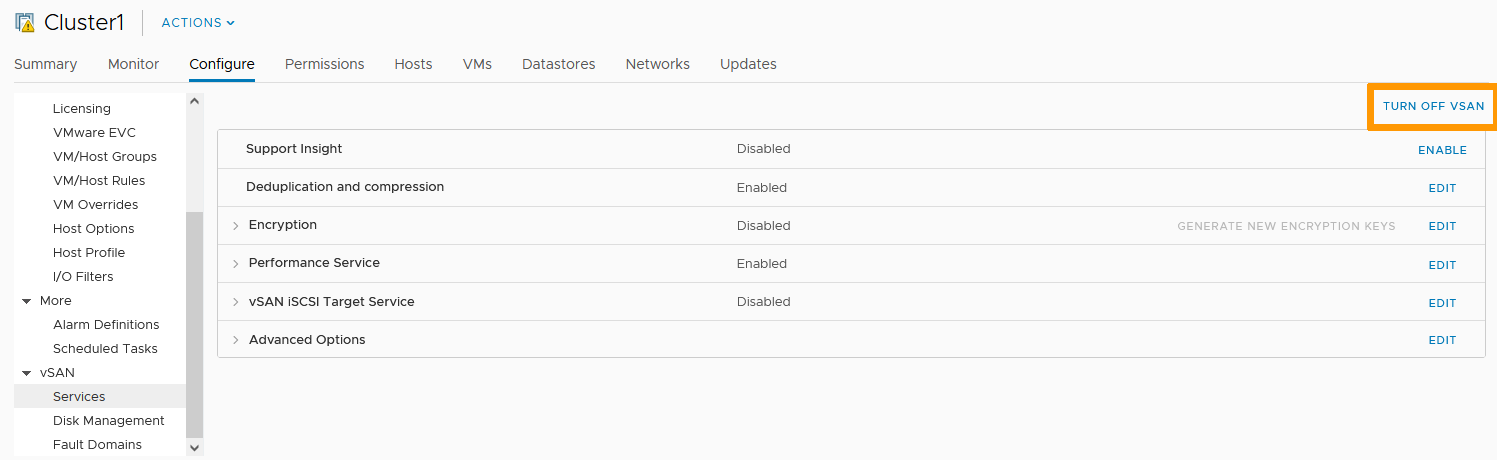 Cluster1 ACTIONS
Summary Monitor Configure Permissions Hosts VMs Datastores Networks Updates
Licensing
VMware EVC
VM/Host Groups
VM/Host Rules
VM Overrides
Host Options
Host Profile
I/O Filters
More
Alarm Definitions
Scheduled Tasks
vSAN
Services
Disk Management
Fault Domains
TURN OFF VSAN
Support Insight Disabled ENABLE
Deduplication and compression Enabled EDIT
Encryption Disabled GENERATE NEW ENCRYPTION KEYS EDIT
Performance Service Enabled EDIT
vSAN iSCSI Target Service Disabled EDIT
Advanced Options EDIT